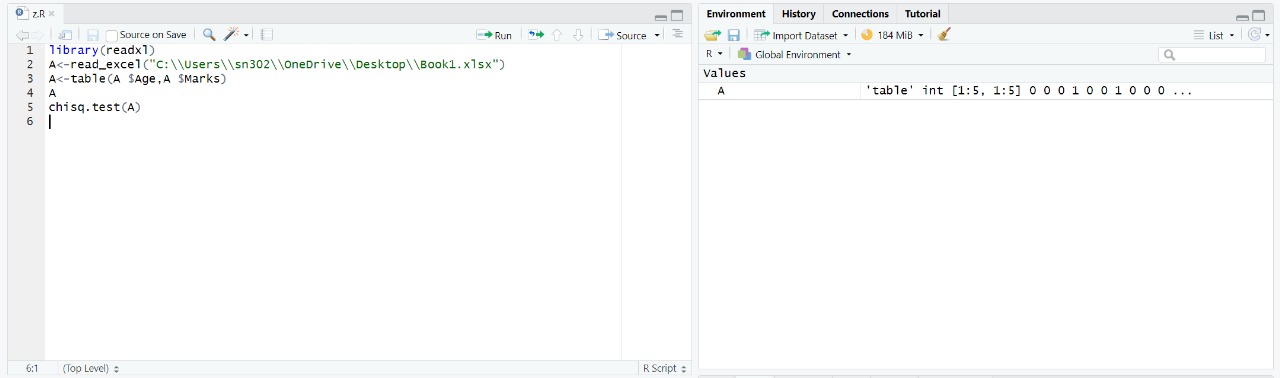 z.R
Source on Save
Run
Source
1 library(readxl)
2 A<-read_excel("C:\\Users\\sn302\\OneDrive\\Desktop\\Book1.xlsx")
3 A<-table(A $Age,A $Marks)
4 A
5 chisq.test(A)
6
6:1 (Top Level) R Script
Environment History Connections Tutorial
Import Dataset 184 MiB List
R Global Environment
Values
A 'table' int [1:5, 1:5] 0 0 0 1 0 0 1 0 0 0 ...